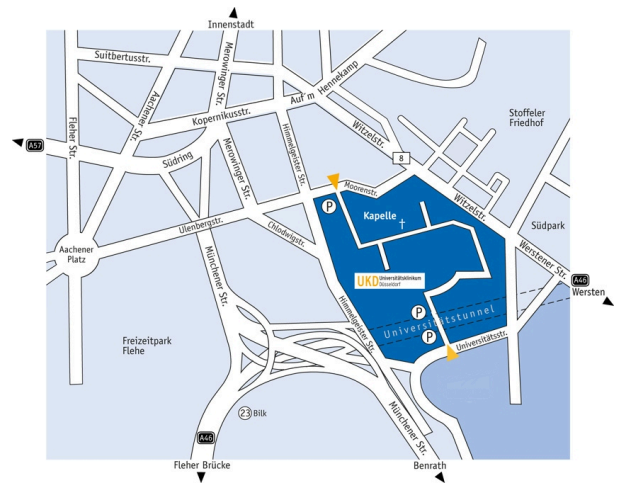 Innenstadt
Suitbertusstr.
Merowinger Str.
Aachener Str.
Auf'm Hennekamp
Kopernikusstr.
Witzelstr.
Stoffeler
Friedhof
Fleher Str.
A57
Südring
Merowinger Str.
Himmelgeister Str.
8
Moorenstr.
P
Kapelle
Witzelstr.
Südpark
Ulenbergstr.
Chlodwigstr.
Aachener
Platz
Werstener Str.
A46
Wersten
Münchener Str.
UKD Universitätsklinikum
Düsseldorf
Himmelgeister Str.
P
Universitätstunnel
P
Universitätsstr.
Freizeitpark
Flehe
23 Bilk
Münchener Str.
A46
Fleher Brücke
Benrath